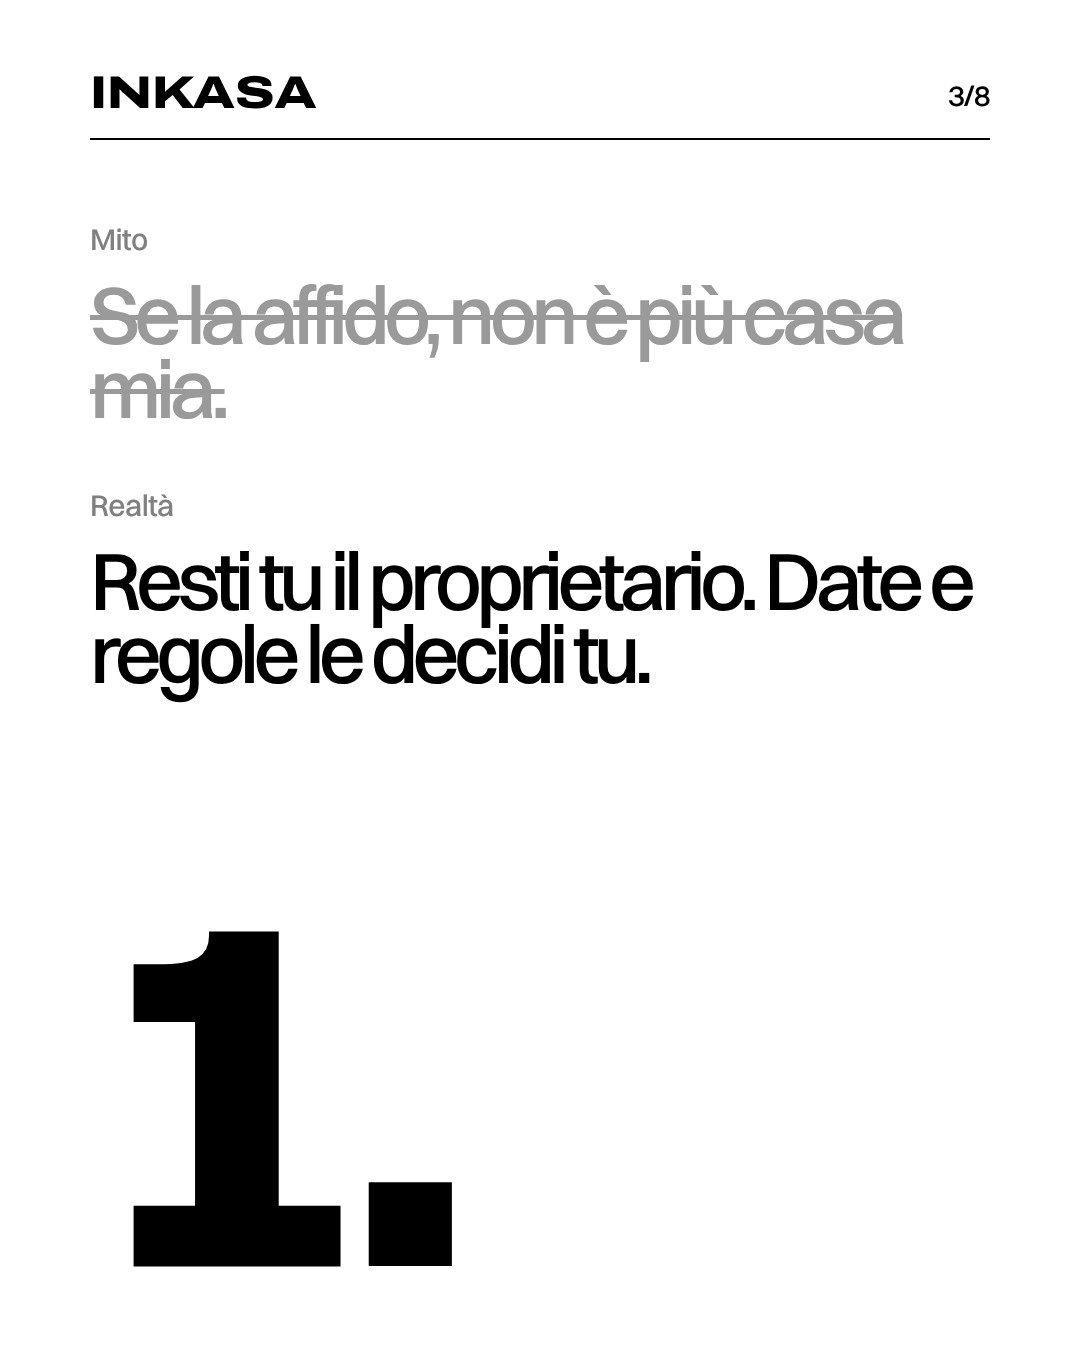 INKASA
3/8
Mito
Se la affido, non è più casa
mia.
Realtà
Resti tu il proprietario. Date e
regole le decidi tu.
1.